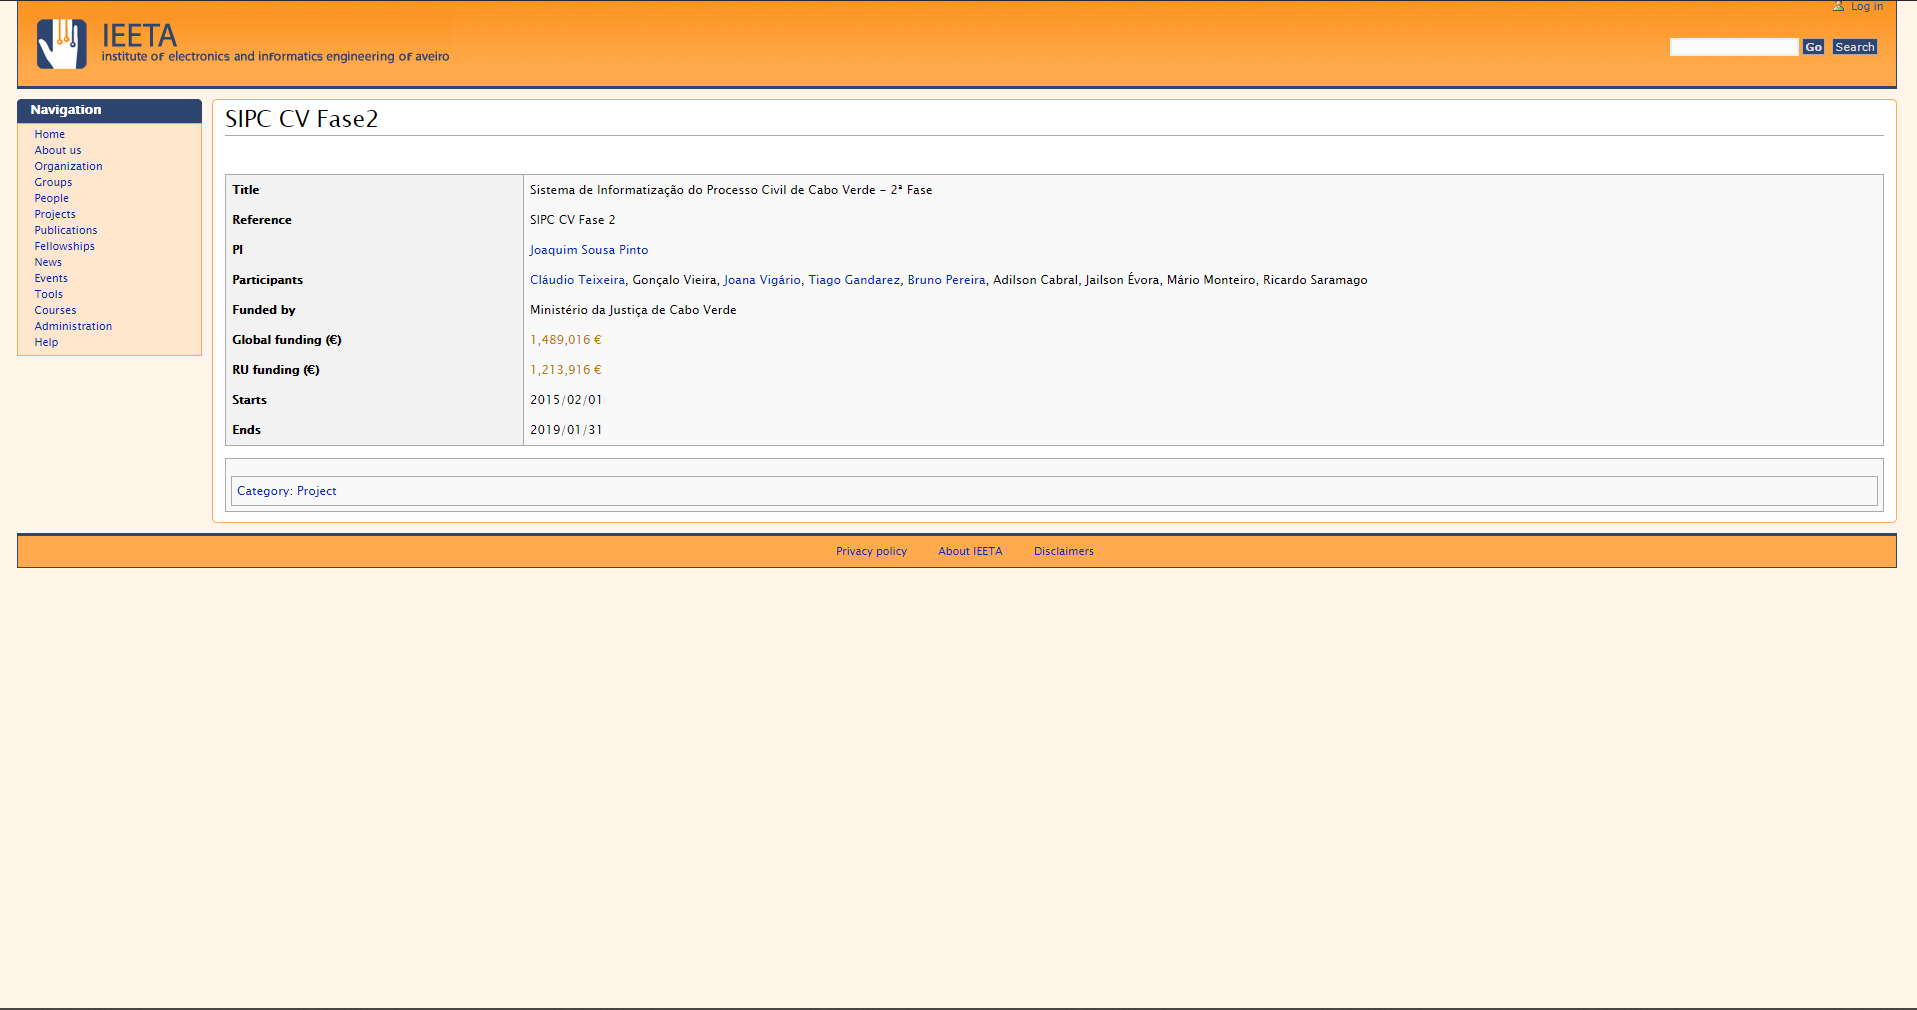 Log in
IEETA
institute of electronics and informatics engineering of aveiro
Go Search
Navigation
Home
About us
Organization
Groups
People
Projects
Publications
Fellowships
News
Events
Tools
Courses
Administration
Help
SIPC CV Fase2
Title Sistema de Informatização do Processo Civil de Cabo Verde - 2ª Fase
Reference SIPC CV Fase 2
PI Joaquim Sousa Pinto
Participants Cláudio Teixeira, Gonçalo Vieira, Joana Vigário, Tiago Gandarez, Bruno Pereira, Adilson Cabral, Jailson Évora, Mário Monteiro, Ricardo Saramago
Funded by Ministério da Justiça de Cabo Verde
Global funding (€) 1,489,016 €
RU funding (€) 1,213,916 €
Starts 2015/02/01
Ends 2019/01/31
Category: Project
Privacy policy About IEETA Disclaimers